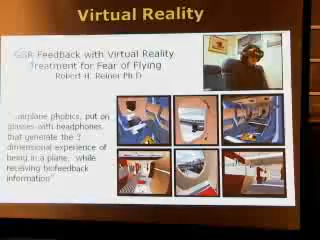 Virtual Reality
GSR Feedback with Virtual Reality
Treatment for Fear of Flying
Robert H. Reiner Ph.D
"airplane phobics, put on
glasses with headphones,
that generate the 3
dimensional experience of
being in a plane, while
receiving biofeedback
information"